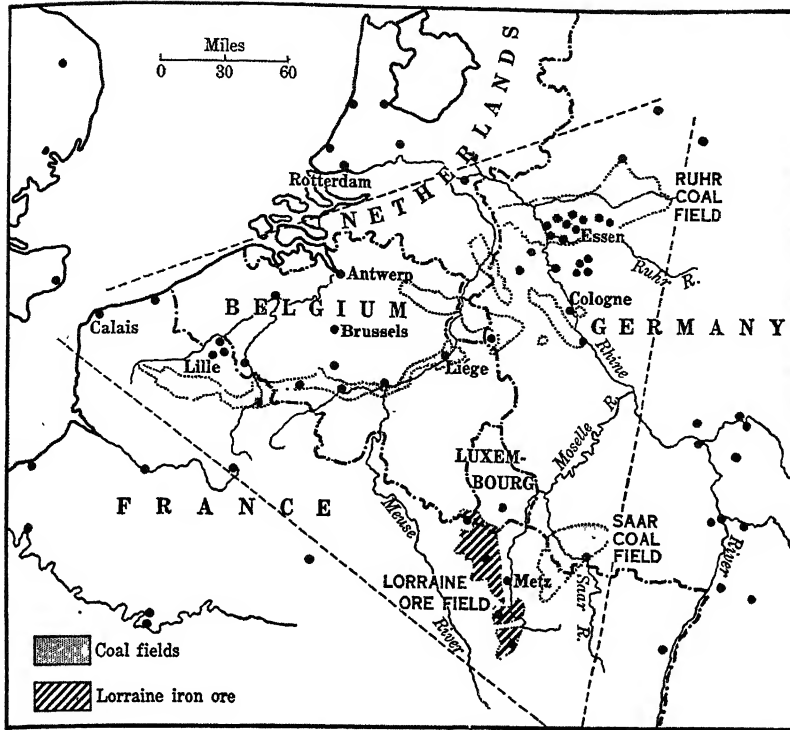 Miles
0 30 60
NETHERLANDS
Rotterdam
RUHR
COAL
FIELD
Essen
Ruhr R.
Antwerp
BELGIUM
Cologne
Calais
Brussels
GERMANY
Lille
Liege
Rhine
R.
Moselle
LUXEM-
BOURG
FRANCE
Meuse
River
SAAR
COAL
FIELD
LORRAINE
ORE FIELD
Metz
Saar R.
River
Coal fields
Lorraine iron ore